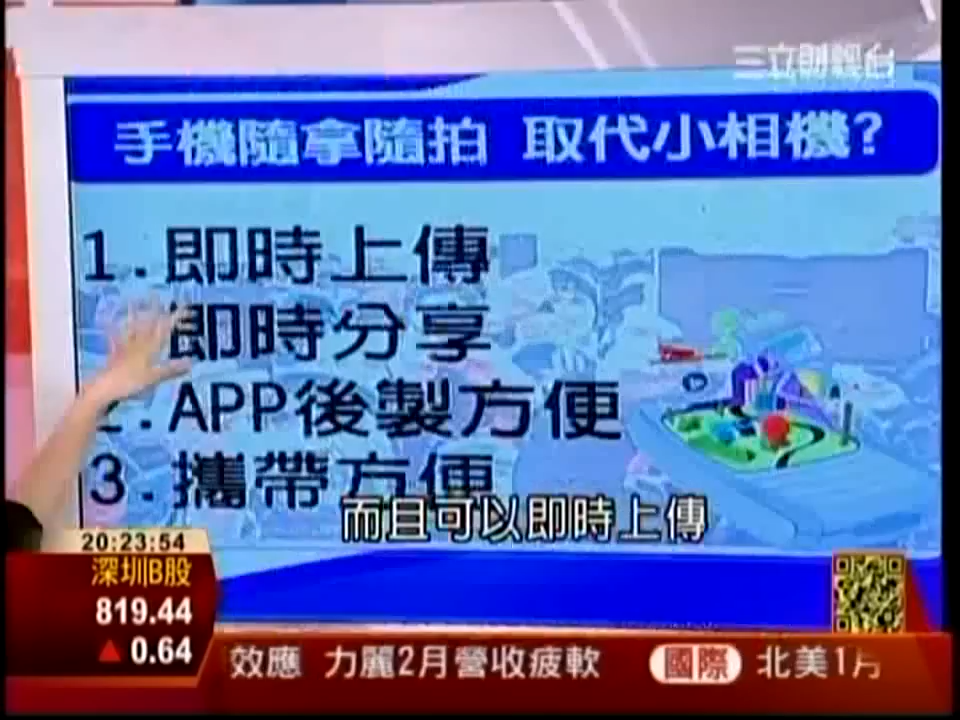 三立財經台
手機隨拿隨拍 取代小相機?
1.即時上傳
即時分享
2.APP後製方便
3.攜帶方便
而且可以即時上傳
20:23:54
深圳B股
819.44
▲0.64
效應 力麗2月營收疲軟 國際 北美1月